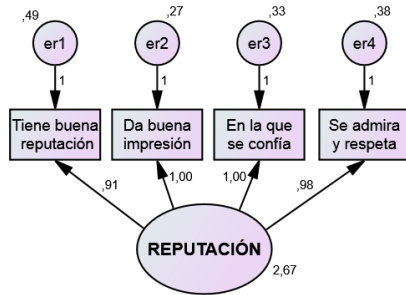 ,49
,27
,33
,38
er1
er2
er3
er4
1
1
1
1
Tiene buena
reputación
Da buena
impresión
En la que
se confía
Se admira
y respeta
,91
1,00
1,00
,98
REPUTACIÓN
2,67